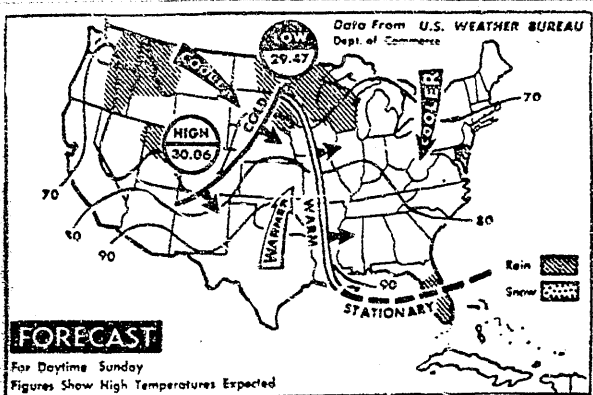 Data From U.S. WEATHER BUREAU
Dept. of Commerce
LOW
29.47
COOLER
COOLER
HIGH
30.06
COLD
WARM
WARMER
70
70
80
80
90
90
STATIONARY
Rain
Snow
FORECAST
For Daytime Sunday
Figures Show High Temperatures Expected